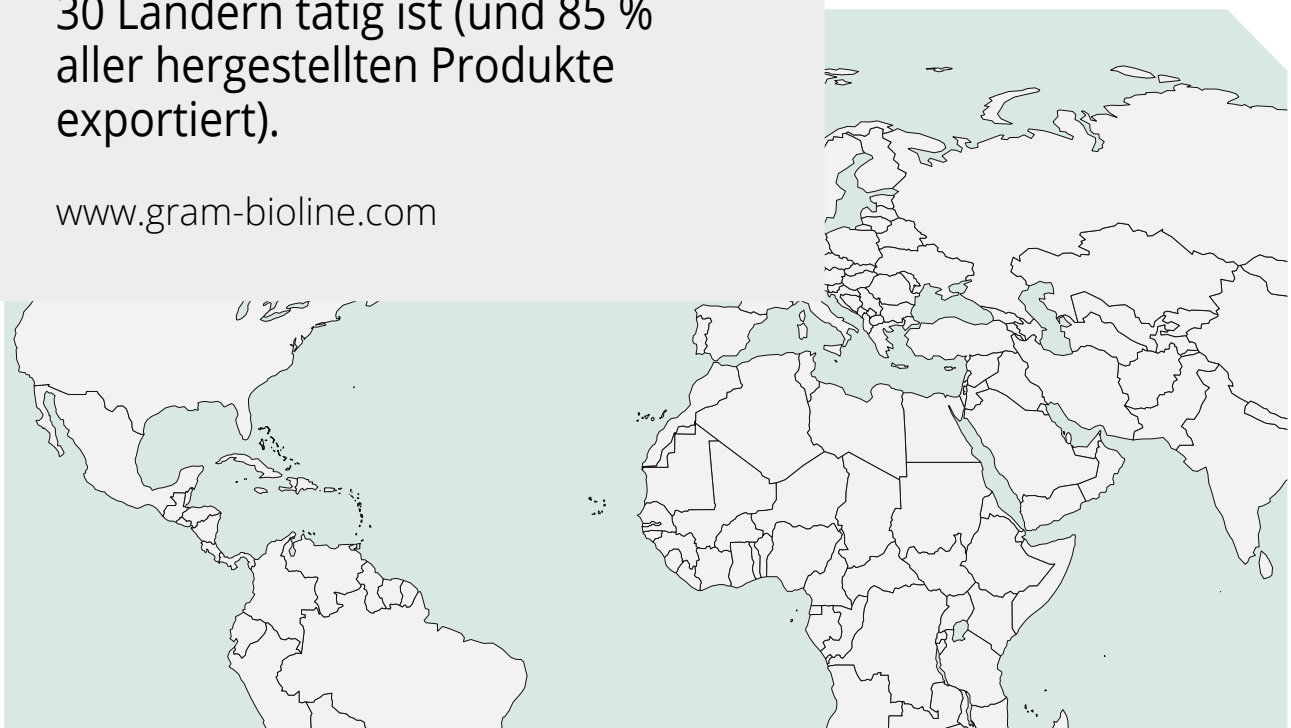 30 Ländern tätig ist (und 85 %
aller hergestellten Produkte
exportiert).
www.gram-bioline.com